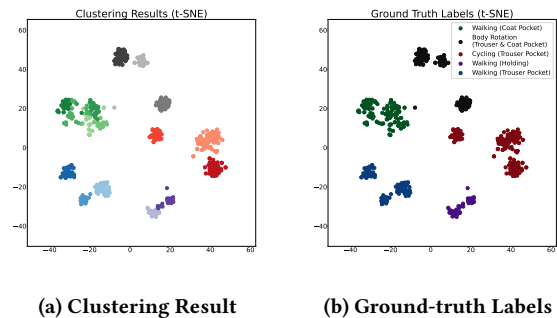 Clustering Results (t-SNE)
60
40
20
0
−20
−40
−40
−20
0
20
40
60
(a) Clustering Result
Ground Truth Labels (t-SNE)
Walking (Coat Pocket)
Body Rotation
(Trouser & Coat Pocket)
Cycling (Trouser Pocket)
Walking (Holding)
Walking (Trouser Pocket)
60
40
20
0
−20
−40
−40
−20
0
20
40
60
(b) Ground-truth Labels